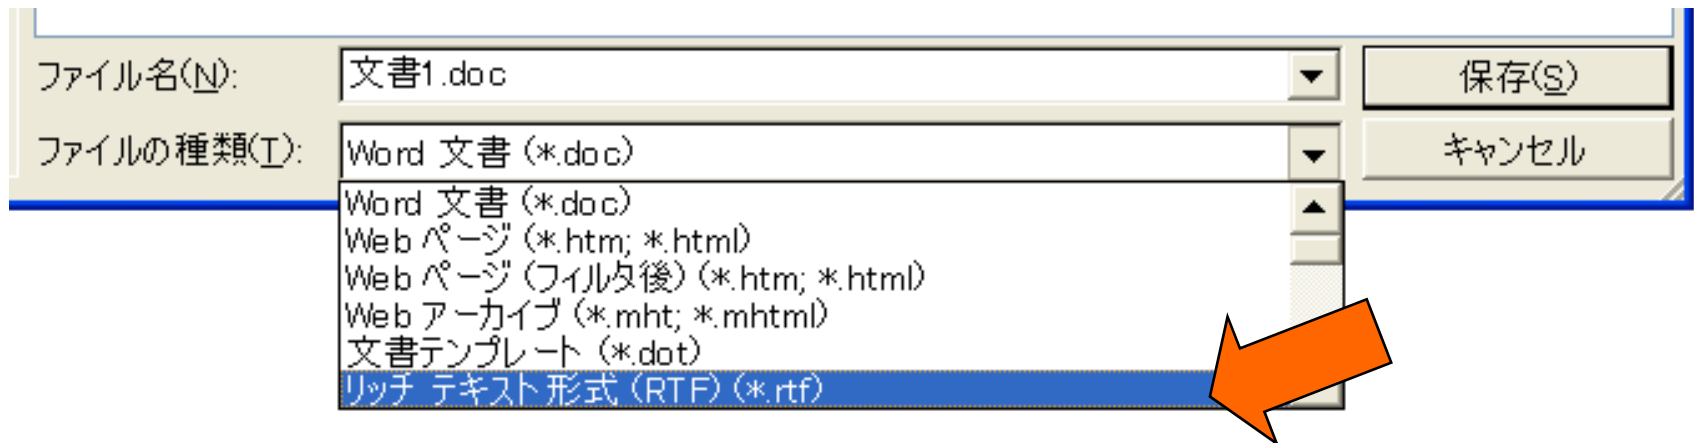 ファイル名(N):
文書1.doc
保存(S)
ファイルの種類(T):
Word 文書 (*.doc)
キャンセル
Word 文書 (*.doc)
Web ページ (*.htm; *.html)
Web ページ (フィルタ後) (*.htm; *.html)
Web アーカイブ (*.mht; *.mhtml)
文書テンプレート (*.dot)
リッチ テキスト形式 (RTF) (*.rtf)